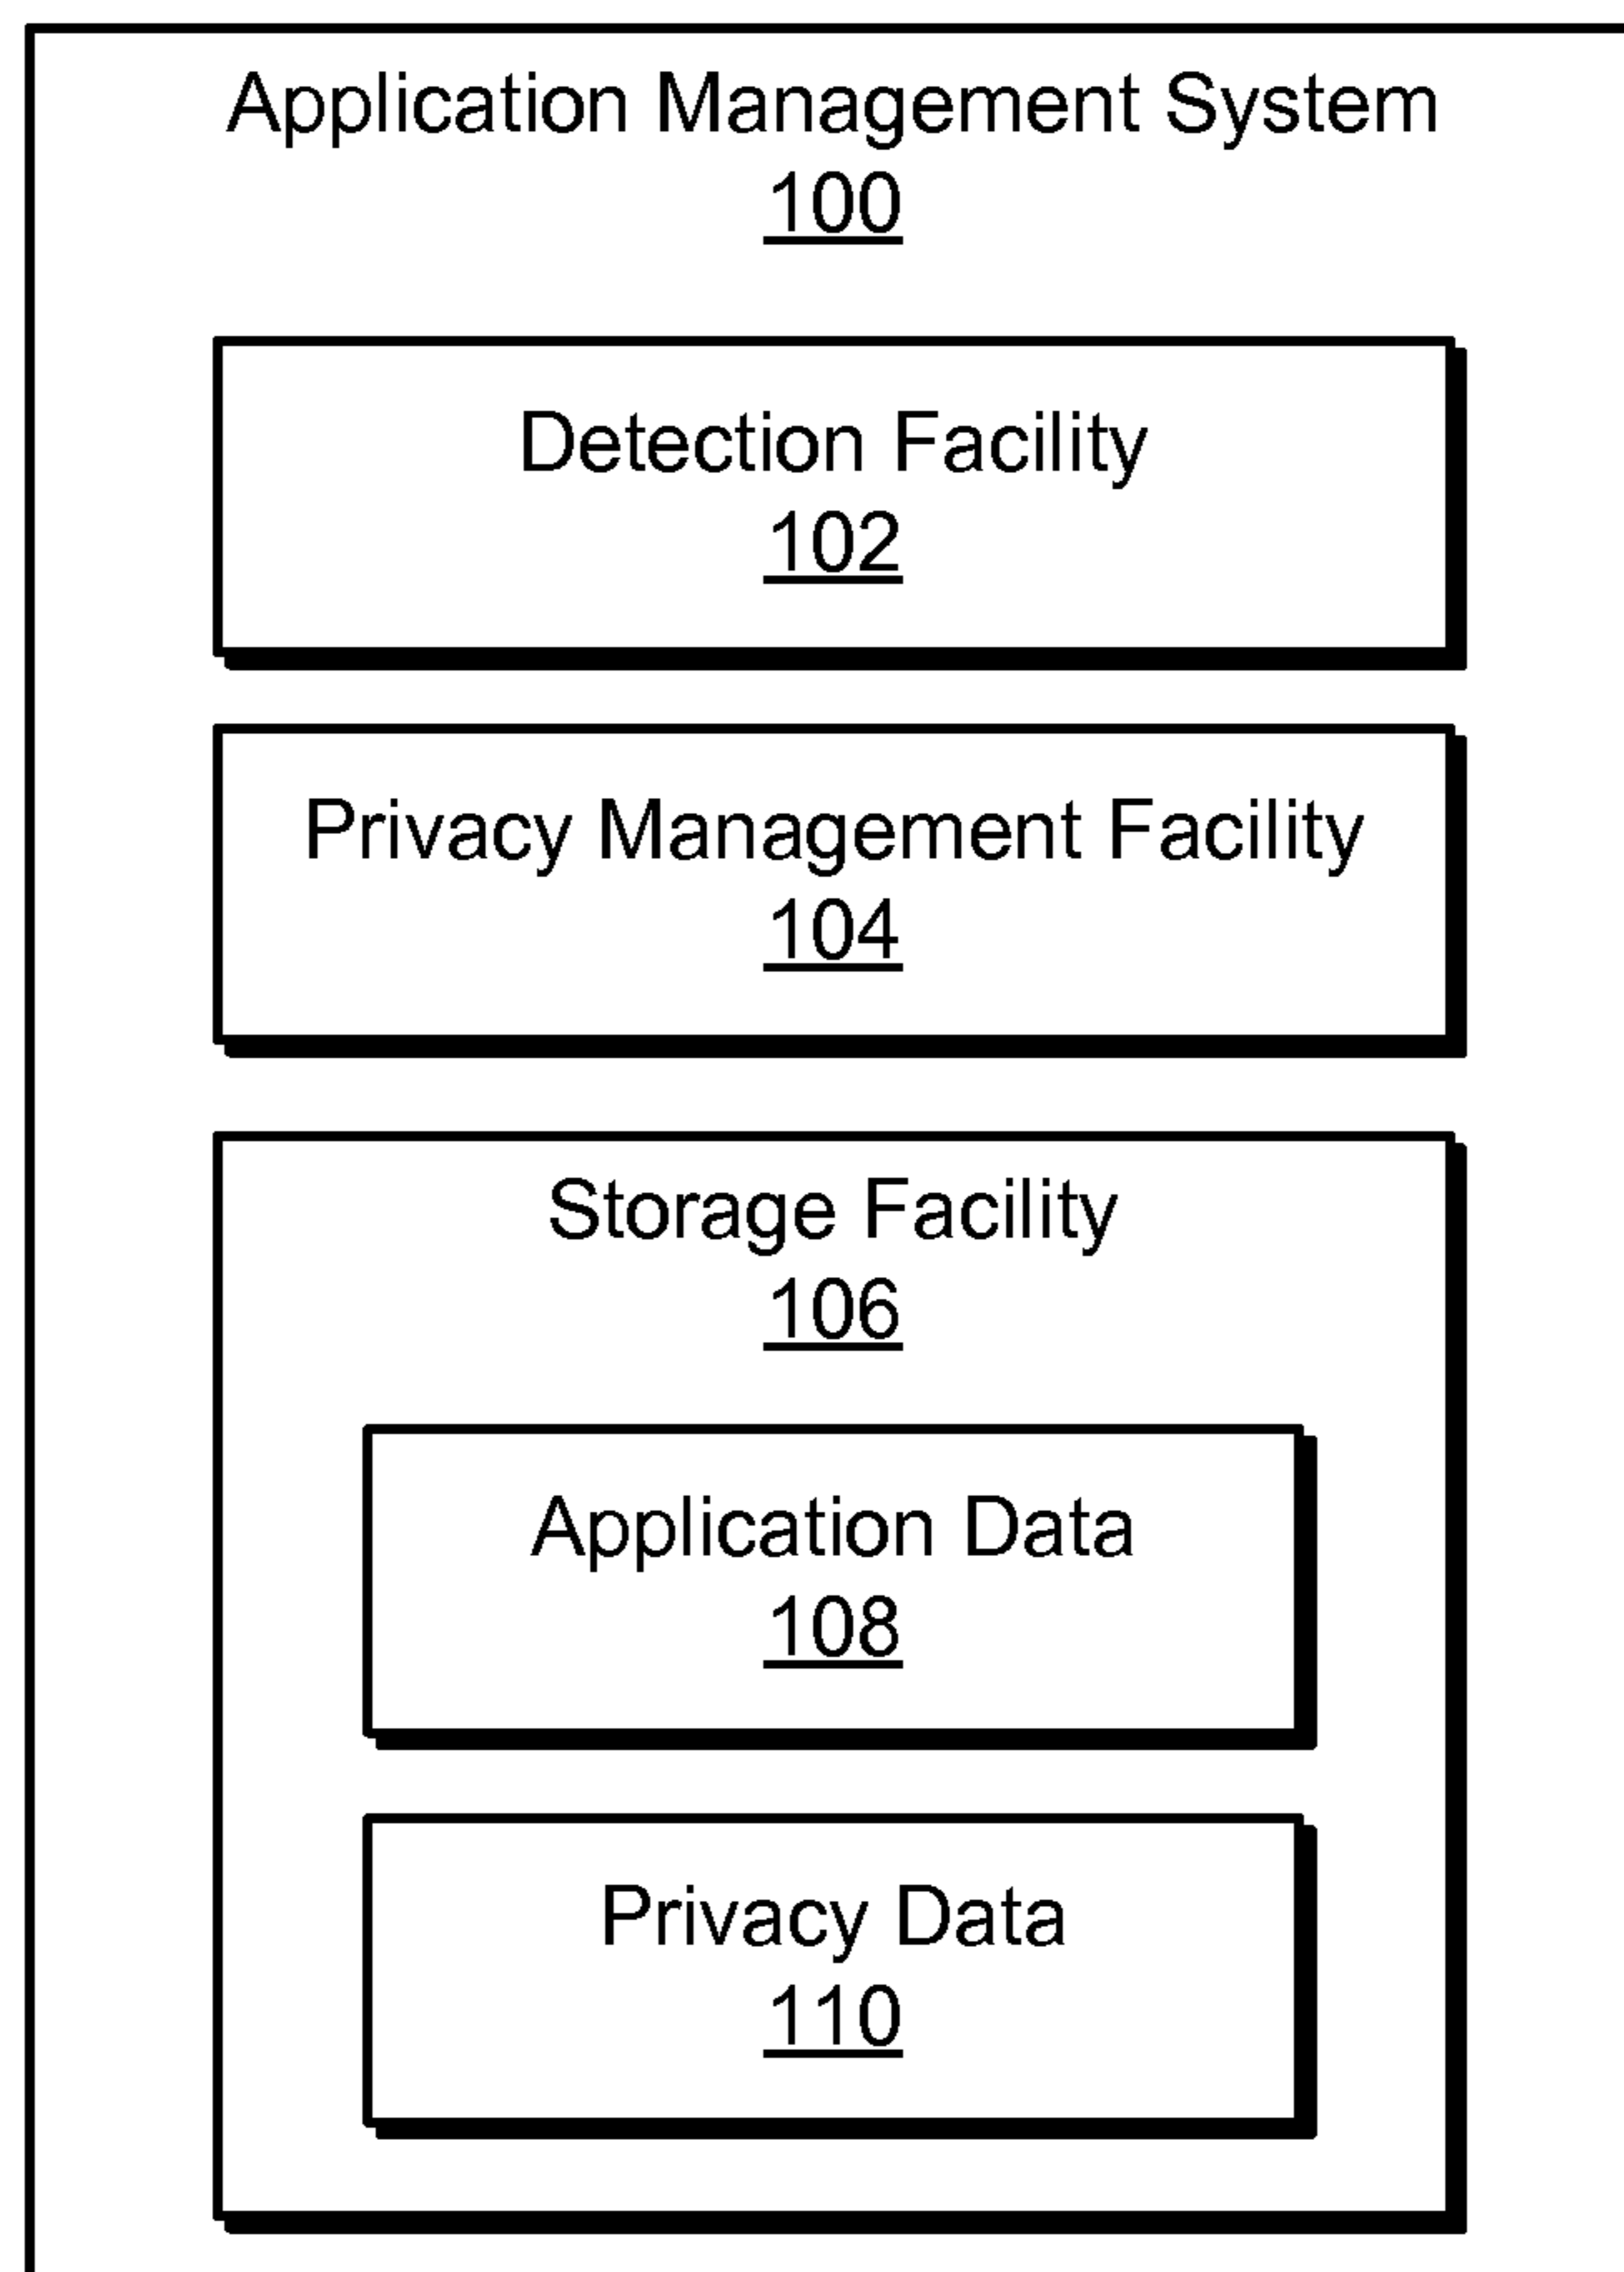 Application Management System
100
Detection Facility
102
Privacy Management Facility
104
Storage Facility
106
Application Data
108
Privacy Data
110